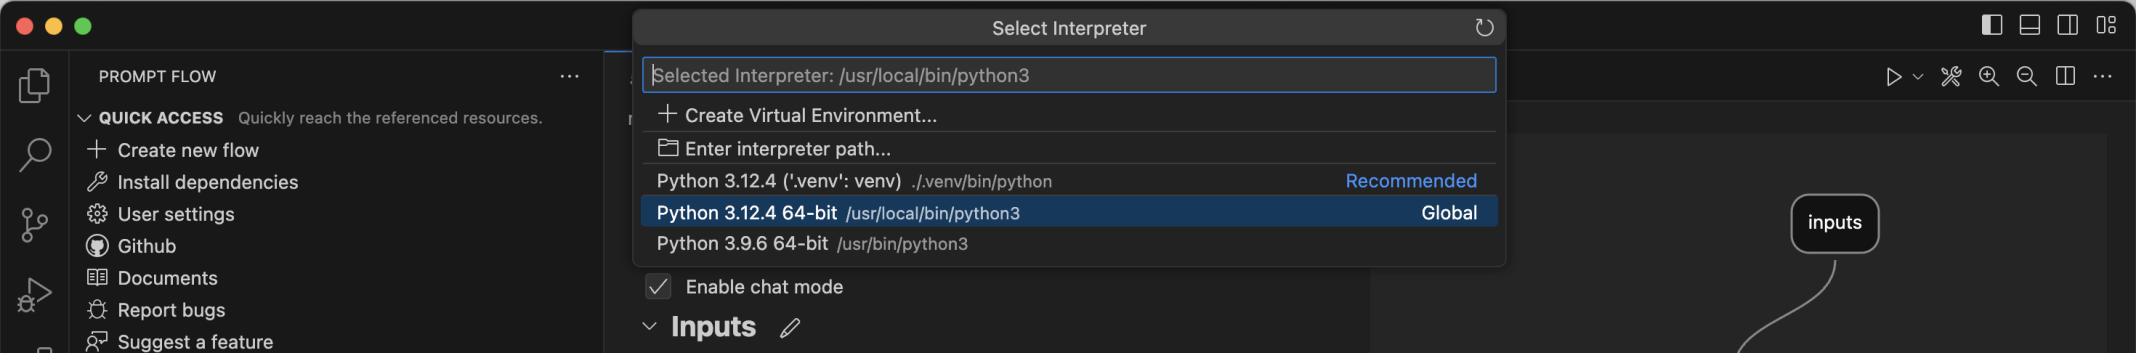 Select Interpreter
Selected Interpreter: /usr/local/bin/python3
Create Virtual Environment...
Enter interpreter path...
Python 3.12.4 ('.venv': venv) ./.venv/bin/python Recommended
Python 3.12.4 64-bit /usr/local/bin/python3 Global
Python 3.9.6 64-bit /usr/bin/python3
PROMPT FLOW
QUICK ACCESS Quickly reach the referenced resources.
Create new flow
Install dependencies
User settings
Github
Documents
Report bugs
Suggest a feature
Enable chat mode
Inputs
inputs